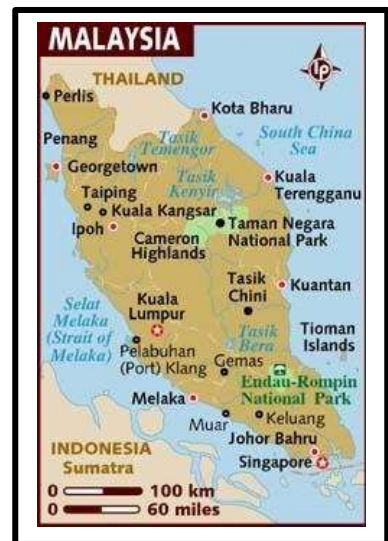 MALAYSIA
THAILAND
lp
Perlis
Kota Bharu
Penang
Tasik
Temengor
South China
Sea
Georgetown
Tasik
Kenyir
Kuala
Terengganu
Taiping
Kuala Kangsar
Ipoh
Taman Negara
National Park
Cameron
Highlands
Tasik
Chini
Kuantan
Selat
Melaka
(Strait of
Melaka)
Kuala
Lumpur
Tioman
Islands
Tasik
Bera
Pelabuhan
(Port) Klang
Gemas
Endau-Rompin
National Park
Melaka
Muar
Keluang
Johor Bahru
INDONESIA
Sumatra
Singapore
0 100 km
0 60 miles